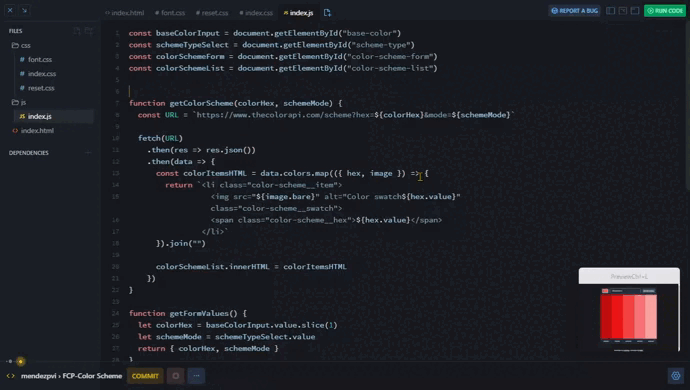 index.html font.css reset.css index.css index.js
REPORT A BUG
RUN CODE
FILES
css
font.css
index.css
reset.css
js
index.js
index.html
DEPENDENCIES
1 const baseColorInput = document.getElementById("base-color")
2 const schemeTypeSelect = document.getElementById("scheme-type")
3 const colorSchemeForm = document.getElementById("color-scheme-form")
4 const colorSchemeList = document.getElementById("color-scheme-list")
5
6
7 function getColorScheme(colorHex, schemeMode) {
8 const URL = `https://www.thecolorapi.com/scheme?hex=${colorHex}&mode=${schemeMode}`
9
10 fetch(URL)
11 .then(res => res.json())
12 .then(data => {
13 const colorItemsHTML = data.colors.map(({ hex, image }) => {
14 return `<li class="color-scheme__item">
15 <img src="${image.bare}" alt="Color swatch${hex.value}"
class="color-scheme__swatch">
16 <span class="color-scheme__hex">${hex.value}</span>
17 </li>`
18 }).join("")
19
20 colorSchemeList.innerHTML = colorItemsHTML
21 })
22 }
23
24 function getFormValues() {
25 let colorHex = baseColorInput.value.slice(1)
26 let schemeMode = schemeTypeSelect.value
return { colorHex, schemeMode }
}
PreviewCtrl+L
mendezpvi › FCP-Color Scheme
COMMIT